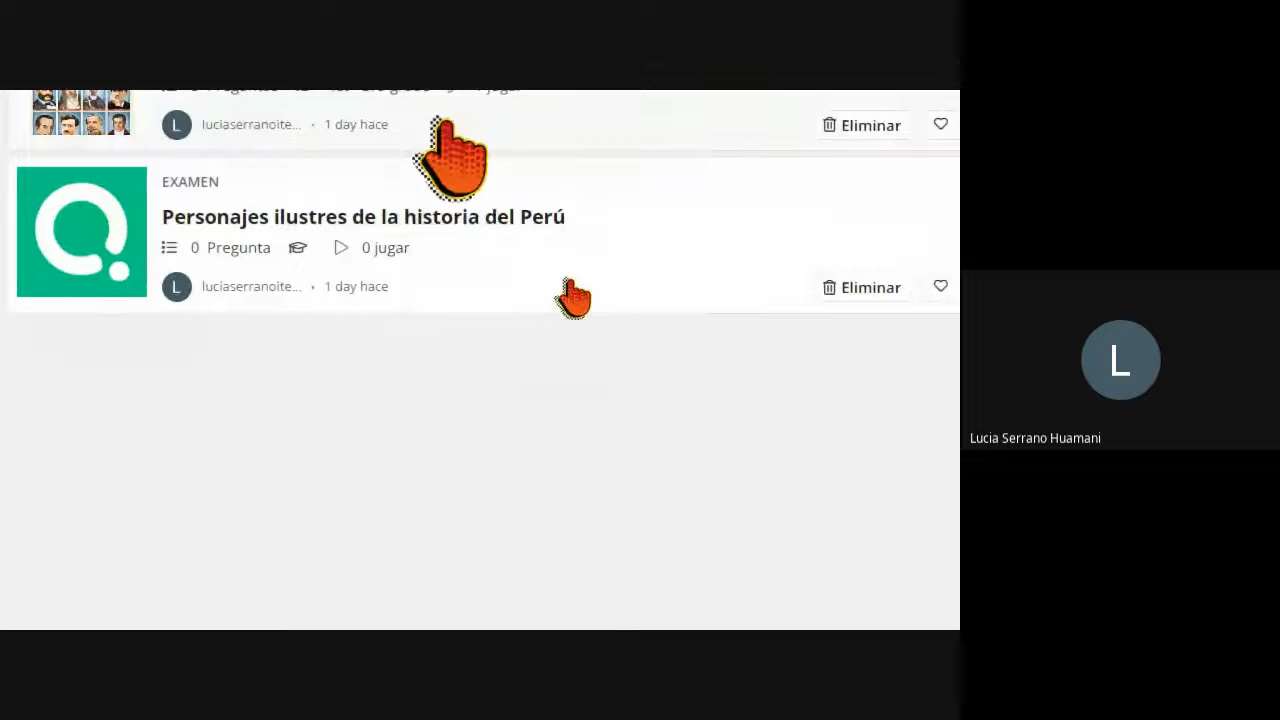 L luciaserranoite... · 1 day hace Eliminar
EXAMEN
Personajes ilustres de la historia del Perú
0 Pregunta 0 jugar
L luciaserranoite... · 1 day hace Eliminar
L
Lucia Serrano Huamani